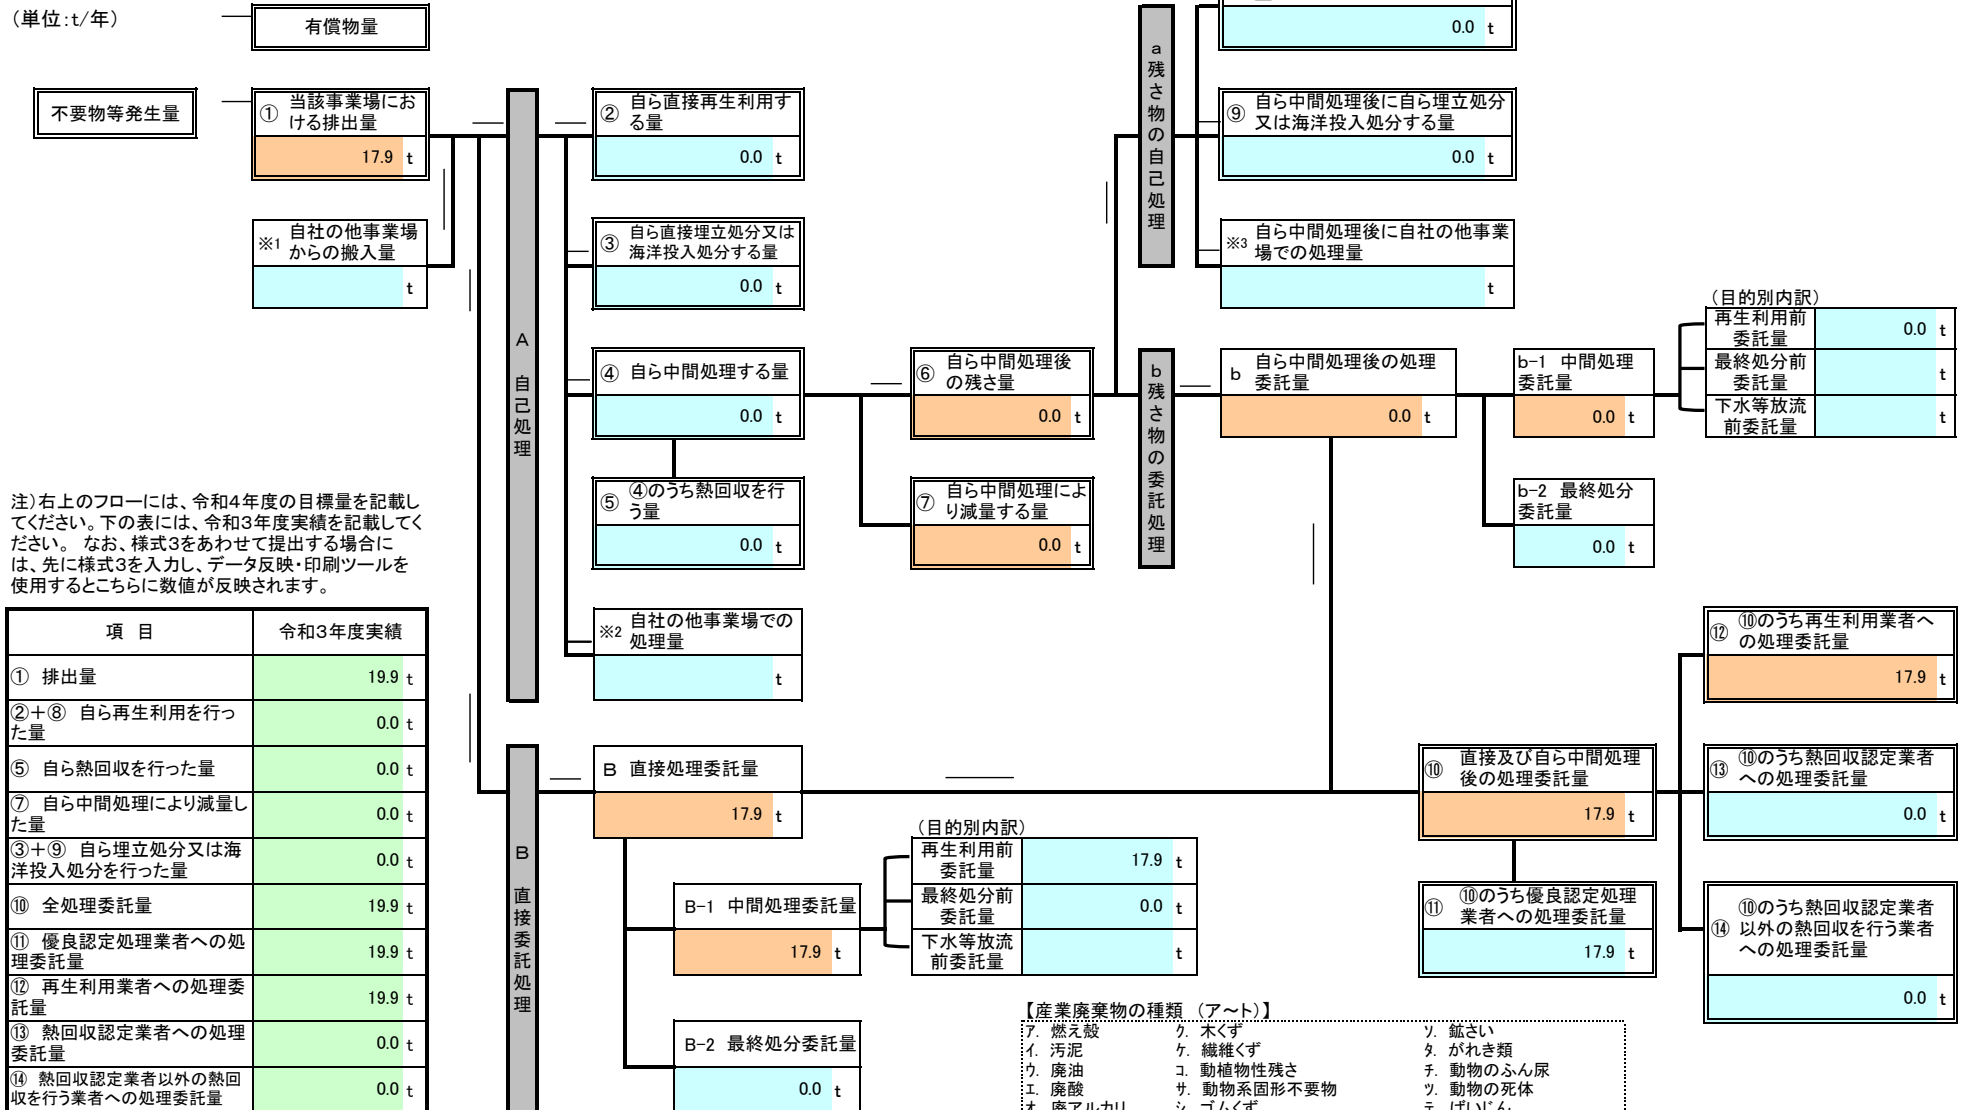 （単位：t/年）
有償物量
不要物等発生量
① 当該事業場にお
ける排出量
17.9 t
※1 自社の他事業場
からの搬入量
t
A 自己処理
② 自ら直接再生利用す
る量
0.0 t
③ 自ら直接埋立処分又は
海洋投入処分する量
0.0 t
④ 自ら中間処理する量
0.0 t
⑤ ④のうち熱回収を行
う量
0.0 t
※2 自社の他事業場での
処理量
t
⑥ 自ら中間処理後
の残さ量
0.0 t
⑦ 自ら中間処理によ
り減量する量
0.0 t
a 残さ物の自己処理
0.0 t
⑨ 自ら中間処理後に自ら埋立処分
又は海洋投入処分する量
0.0 t
※3 自ら中間処理後に自社の他事業
場での処理量
t
b 残さ物の委託処理
b 自ら中間処理後の処理
委託量
0.0 t
b-1 中間処理
委託量
0.0 t
b-2 最終処分
委託量
0.0 t
（目的別内訳）
再生利用前
委託量
0.0 t
最終処分前
委託量
t
下水等放流
前委託量
t
注）右上のフローには、令和４年度の目標量を記載し
てください。下の表には、令和３年度実績を記載してく
ださい。 なお、様式３をあわせて提出する場合に
は、先に様式３を入力し、データ反映・印刷ツールを
使用するとこちらに数値が反映されます。
項 目 令和３年度実績
① 排出量 19.9 t
②＋⑧ 自ら再生利用を行っ
た量 0.0 t
⑤ 自ら熱回収を行った量 0.0 t
⑦ 自ら中間処理により減量し
た量 0.0 t
③＋⑨ 自ら埋立処分又は海
洋投入処分を行った量 0.0 t
⑩ 全処理委託量 19.9 t
⑪ 優良認定処理業者への処
理委託量 19.9 t
⑫ 再生利用業者への処理委
託量 19.9 t
⑬ 熱回収認定業者への処理
委託量 0.0 t
⑭ 熱回収認定業者以外の熱回
収を行う業者への処理委託量 0.0 t
B 直接委託処理
B 直接処理委託量
17.9 t
B-1 中間処理委託量
17.9 t
B-2 最終処分委託量
0.0 t
（目的別内訳）
再生利用前
委託量
17.9 t
最終処分前
委託量
0.0 t
下水等放流
前委託量
t
⑩ 直接及び自ら中間処理
後の処理委託量
17.9 t
⑪ ⑩のうち優良認定処理
業者への処理委託量
17.9 t
⑫ ⑩のうち再生利用業者へ
の処理委託量
17.9 t
⑬ ⑩のうち熱回収認定業者
への処理委託量
0.0 t
⑭ ⑩のうち熱回収認定業者
以外の熱回収を行う業者
への処理委託量
0.0 t
【産業廃棄物の種類 （ア～ト）】
ｱ. 燃え殻 ｸ. 木くず ｿ. 鉱さい
ｲ. 汚泥 ｹ. 繊維くず ﾀ. がれき類
ｳ. 廃油 ｺ. 動植物性残さ ﾁ. 動物のふん尿
ｴ. 廃酸 ｻ. 動物系固形不要物 ﾂ. 動物の死体
ｵ. 廃アルカリ ｼ. ゴムくず ﾃ. ばいじん